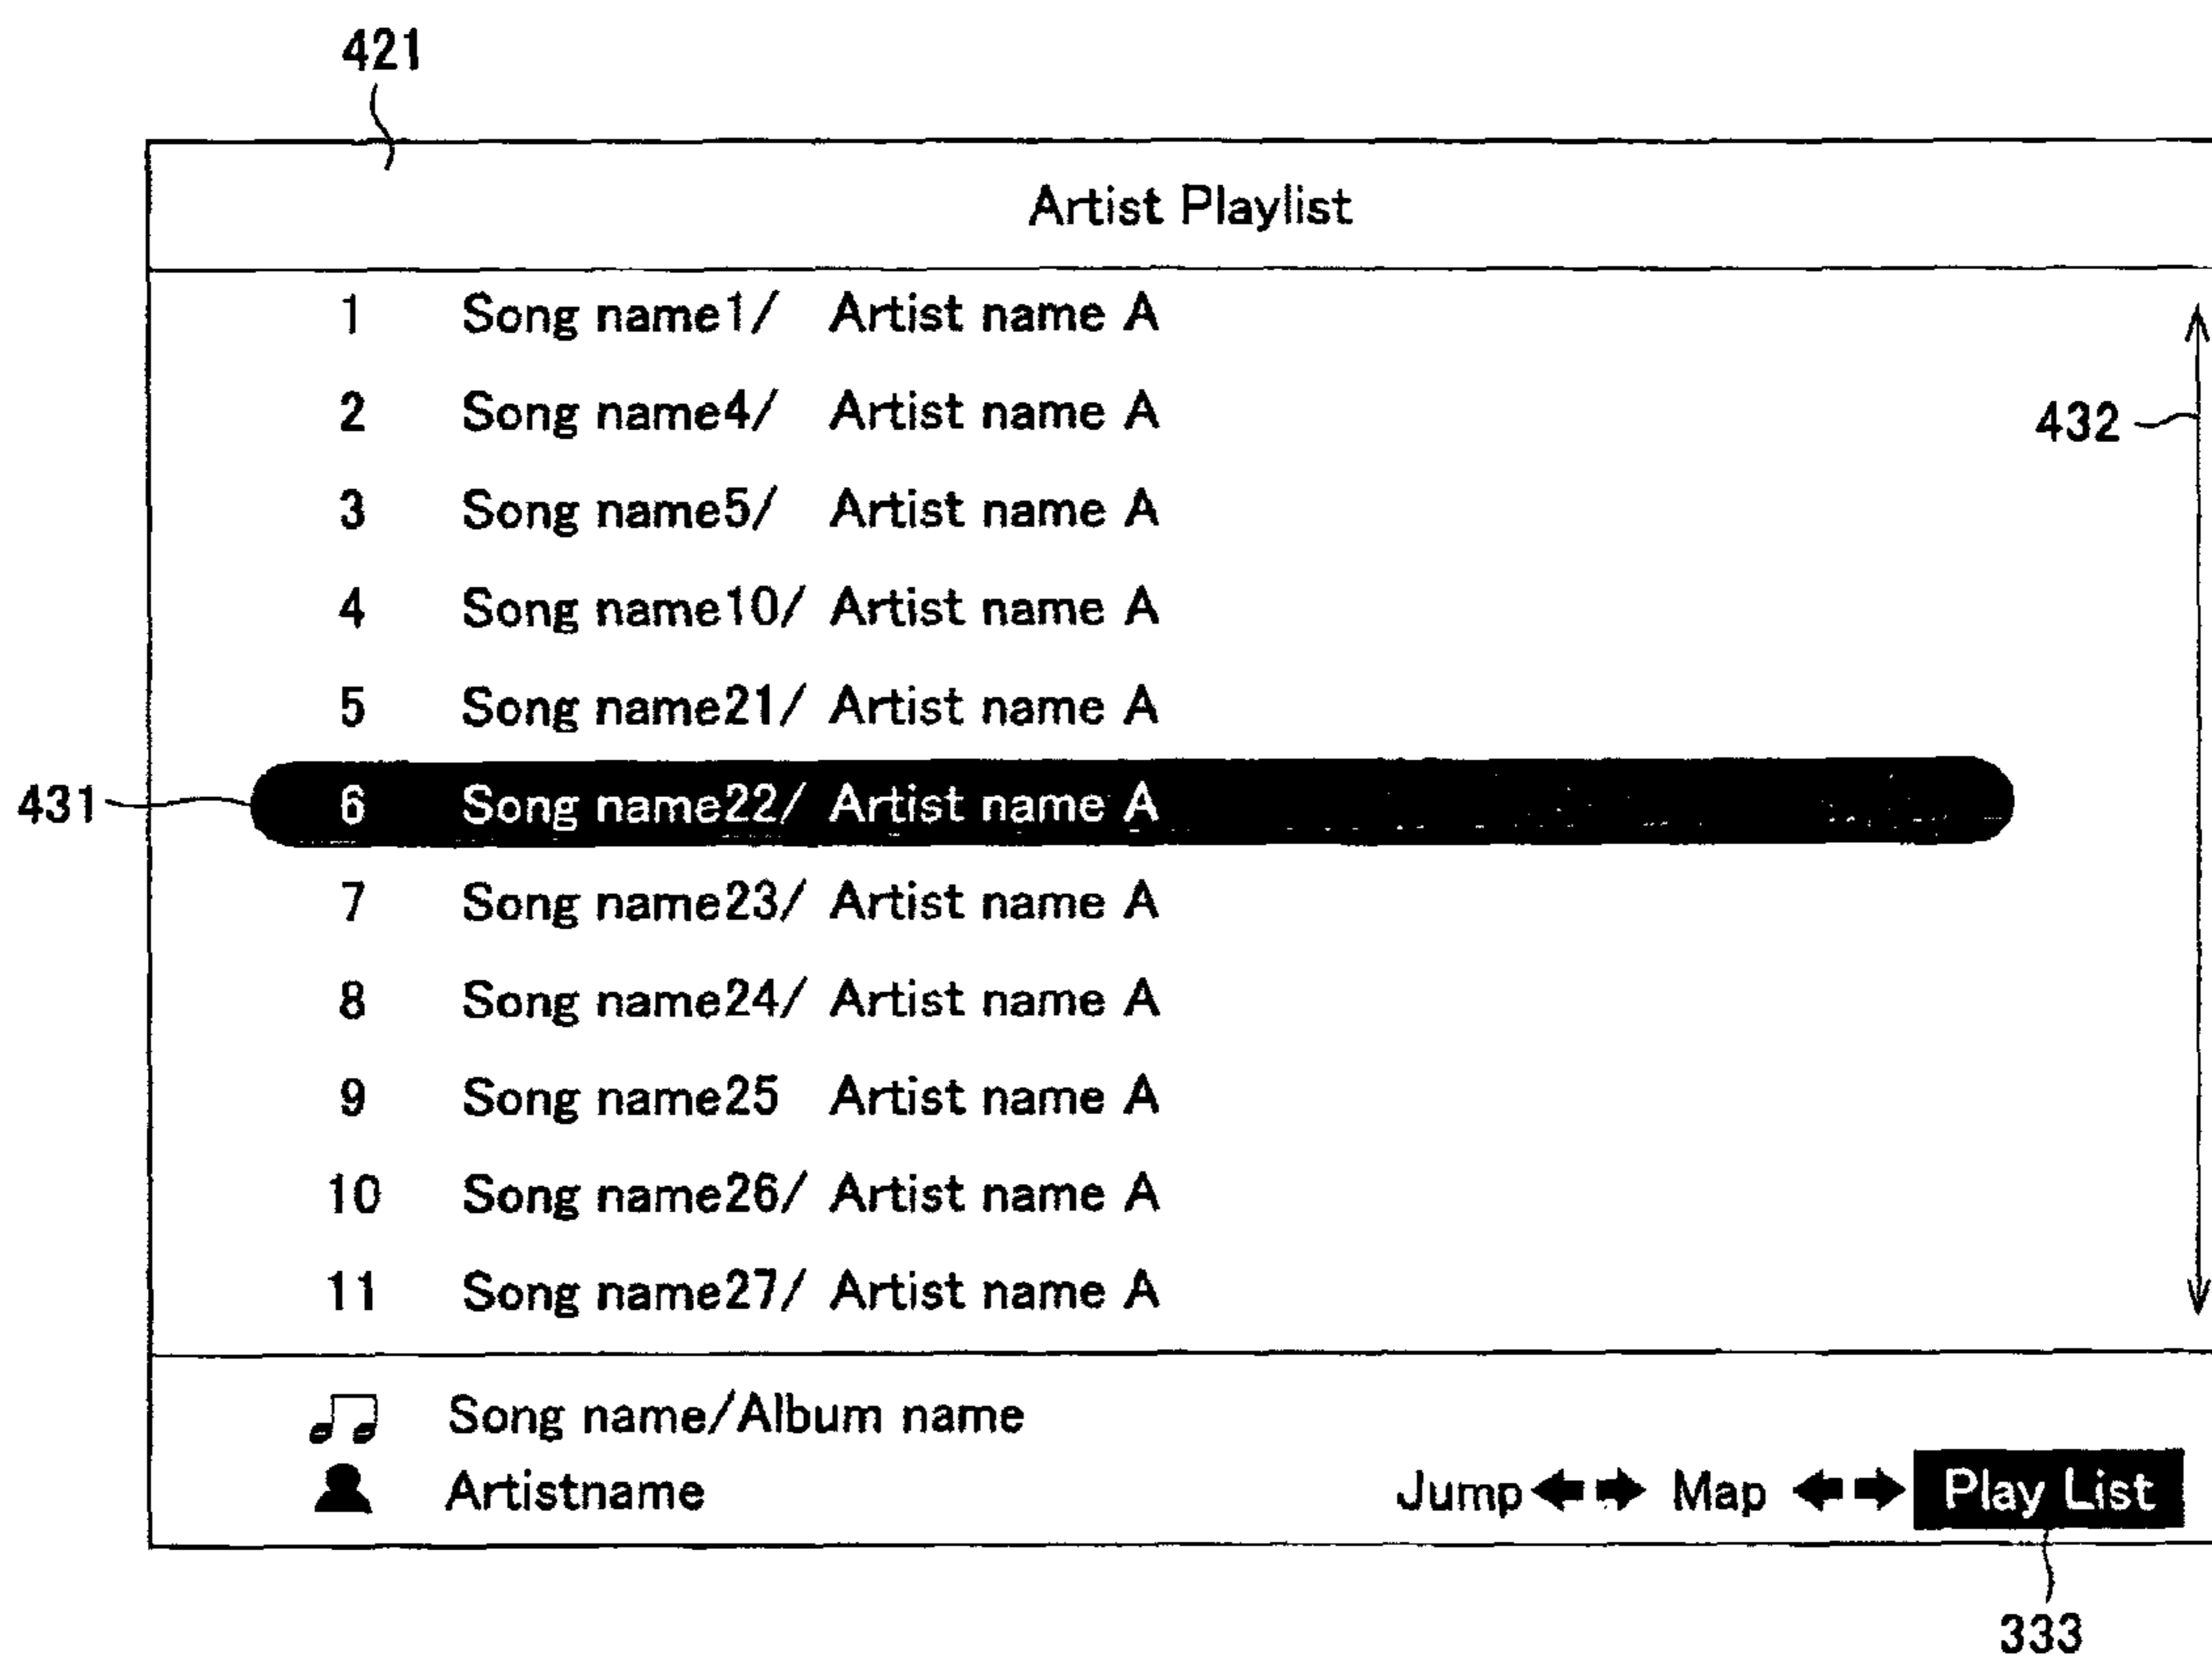 421
Artist Playlist
1 Song name1/ Artist name A
2 Song name4/ Artist name A
432
3 Song name5/ Artist name A
4 Song name10/ Artist name A
5 Song name21/ Artist name A
431 6 Song name22/ Artist name A
7 Song name23/ Artist name A
8 Song name24/ Artist name A
9 Song name25 Artist name A
10 Song name26/ Artist name A
11 Song name27/ Artist name A
Song name/Album name
Artistname Jump Map Play List
333